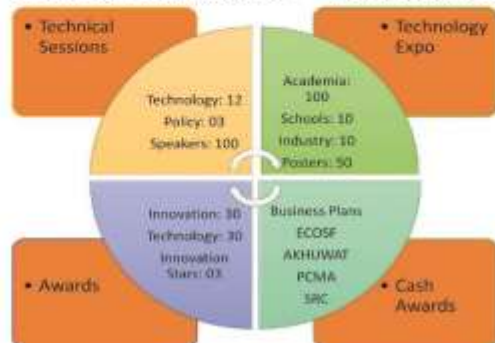 • Technical
Sessions
• Technology
Expo
Technology: 12
Policy: 03
Speakers: 100
Academia:
100
Schools: 10
Industry: 10
Posters: 50
Innovation: 30
Technology: 30
Innovation
Stars: 03
Business Plans
ECOSF
AKHUWAT
PCMA
SRC
• Awards
• Cash
Awards